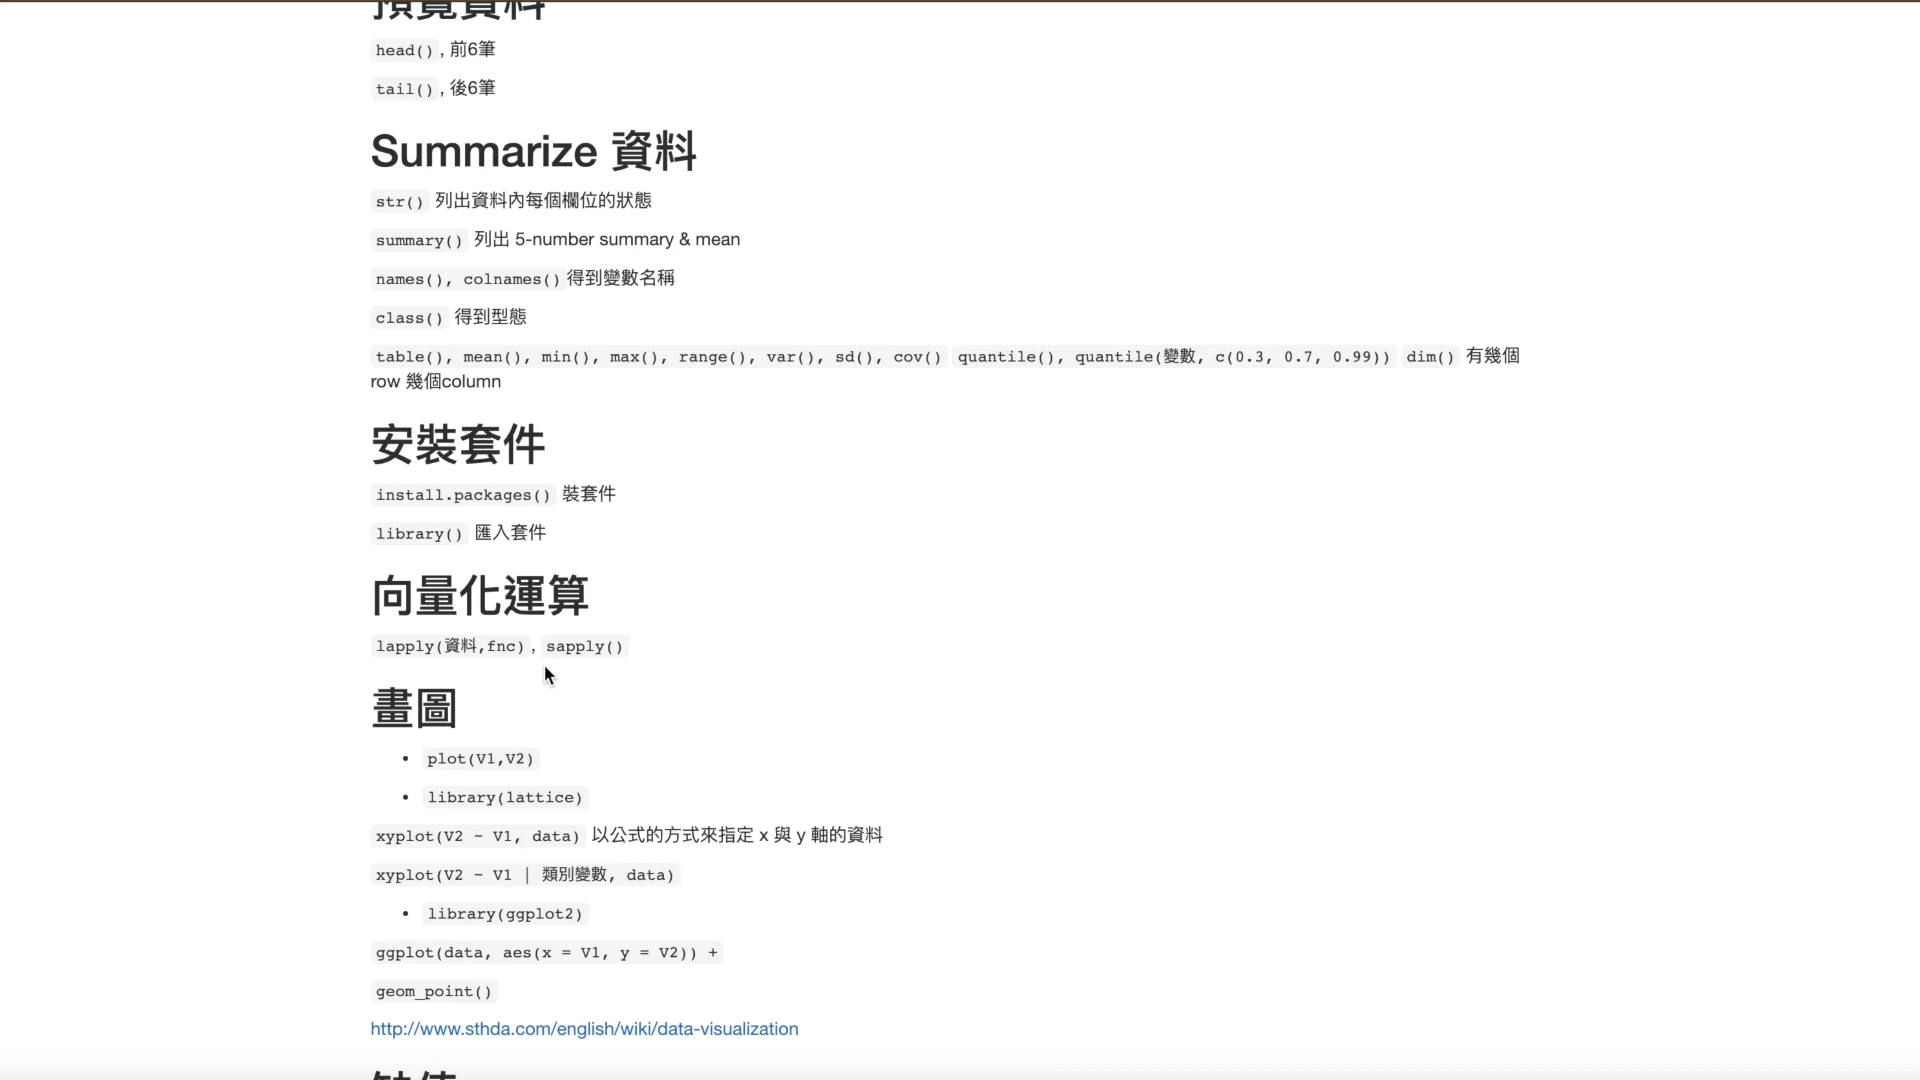 預覽資料
head(), 前6筆
tail(), 後6筆
Summarize 資料
str() 列出資料內每個欄位的狀態
summary() 列出 5-number summary & mean
names(), colnames() 得到變數名稱
class() 得到型態
table(), mean(), min(), max(), range(), var(), sd(), cov() quantile(), quantile(變數, c(0.3, 0.7, 0.99)) dim() 有幾個
row 幾個column
安裝套件
install.packages() 裝套件
library() 匯入套件
向量化運算
lapply(資料,fnc), sapply()
畫圖
• plot(V1,V2)
• library(lattice)
xyplot(V2 ~ V1, data) 以公式的方式來指定 x 與 y 軸的資料
xyplot(V2 ~ V1 | 類別變數, data)
• library(ggplot2)
ggplot(data, aes(x = V1, y = V2)) +
geom_point()
http://www.sthda.com/english/wiki/data-visualization